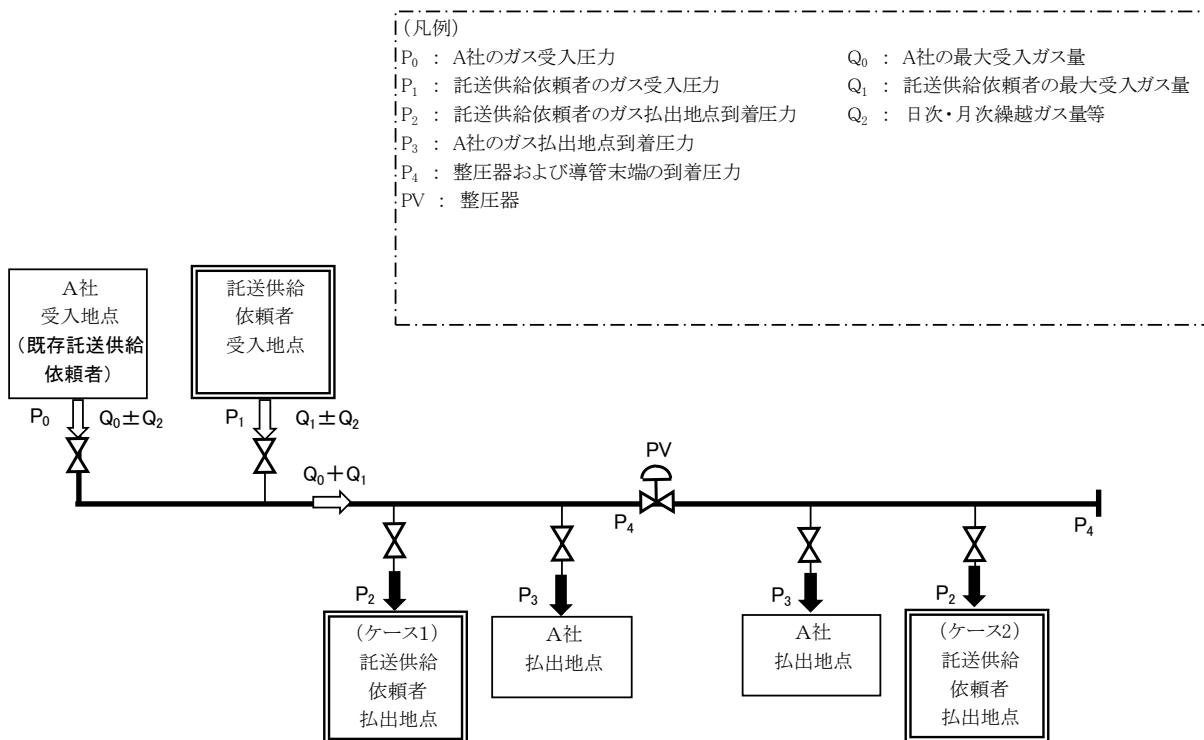 (凡例)
P0 : A社のガス受入圧力
Q0 : A社の最大受入ガス量
P1 : 託送供給依頼者のガス受入圧力
Q1 : 託送供給依頼者の最大受入ガス量
P2 : 託送供給依頼者のガス払出地点到着圧力
Q2 : 日次・月次繰越ガス量等
P3 : A社のガス払出地点到着圧力
P4 : 整圧器および導管末端の到着圧力
PV : 整圧器
A社
受入地点
(既存託送供給
依頼者)
託送供給
依頼者
受入地点
P0
Q0±Q2
P1
Q1±Q2
Q0+Q1
PV
P4
P4
P2
P3
P3
P2
(ケース1)
託送供給
依頼者
払出地点
A社
払出地点
A社
払出地点
(ケース2)
託送供給
依頼者
払出地点